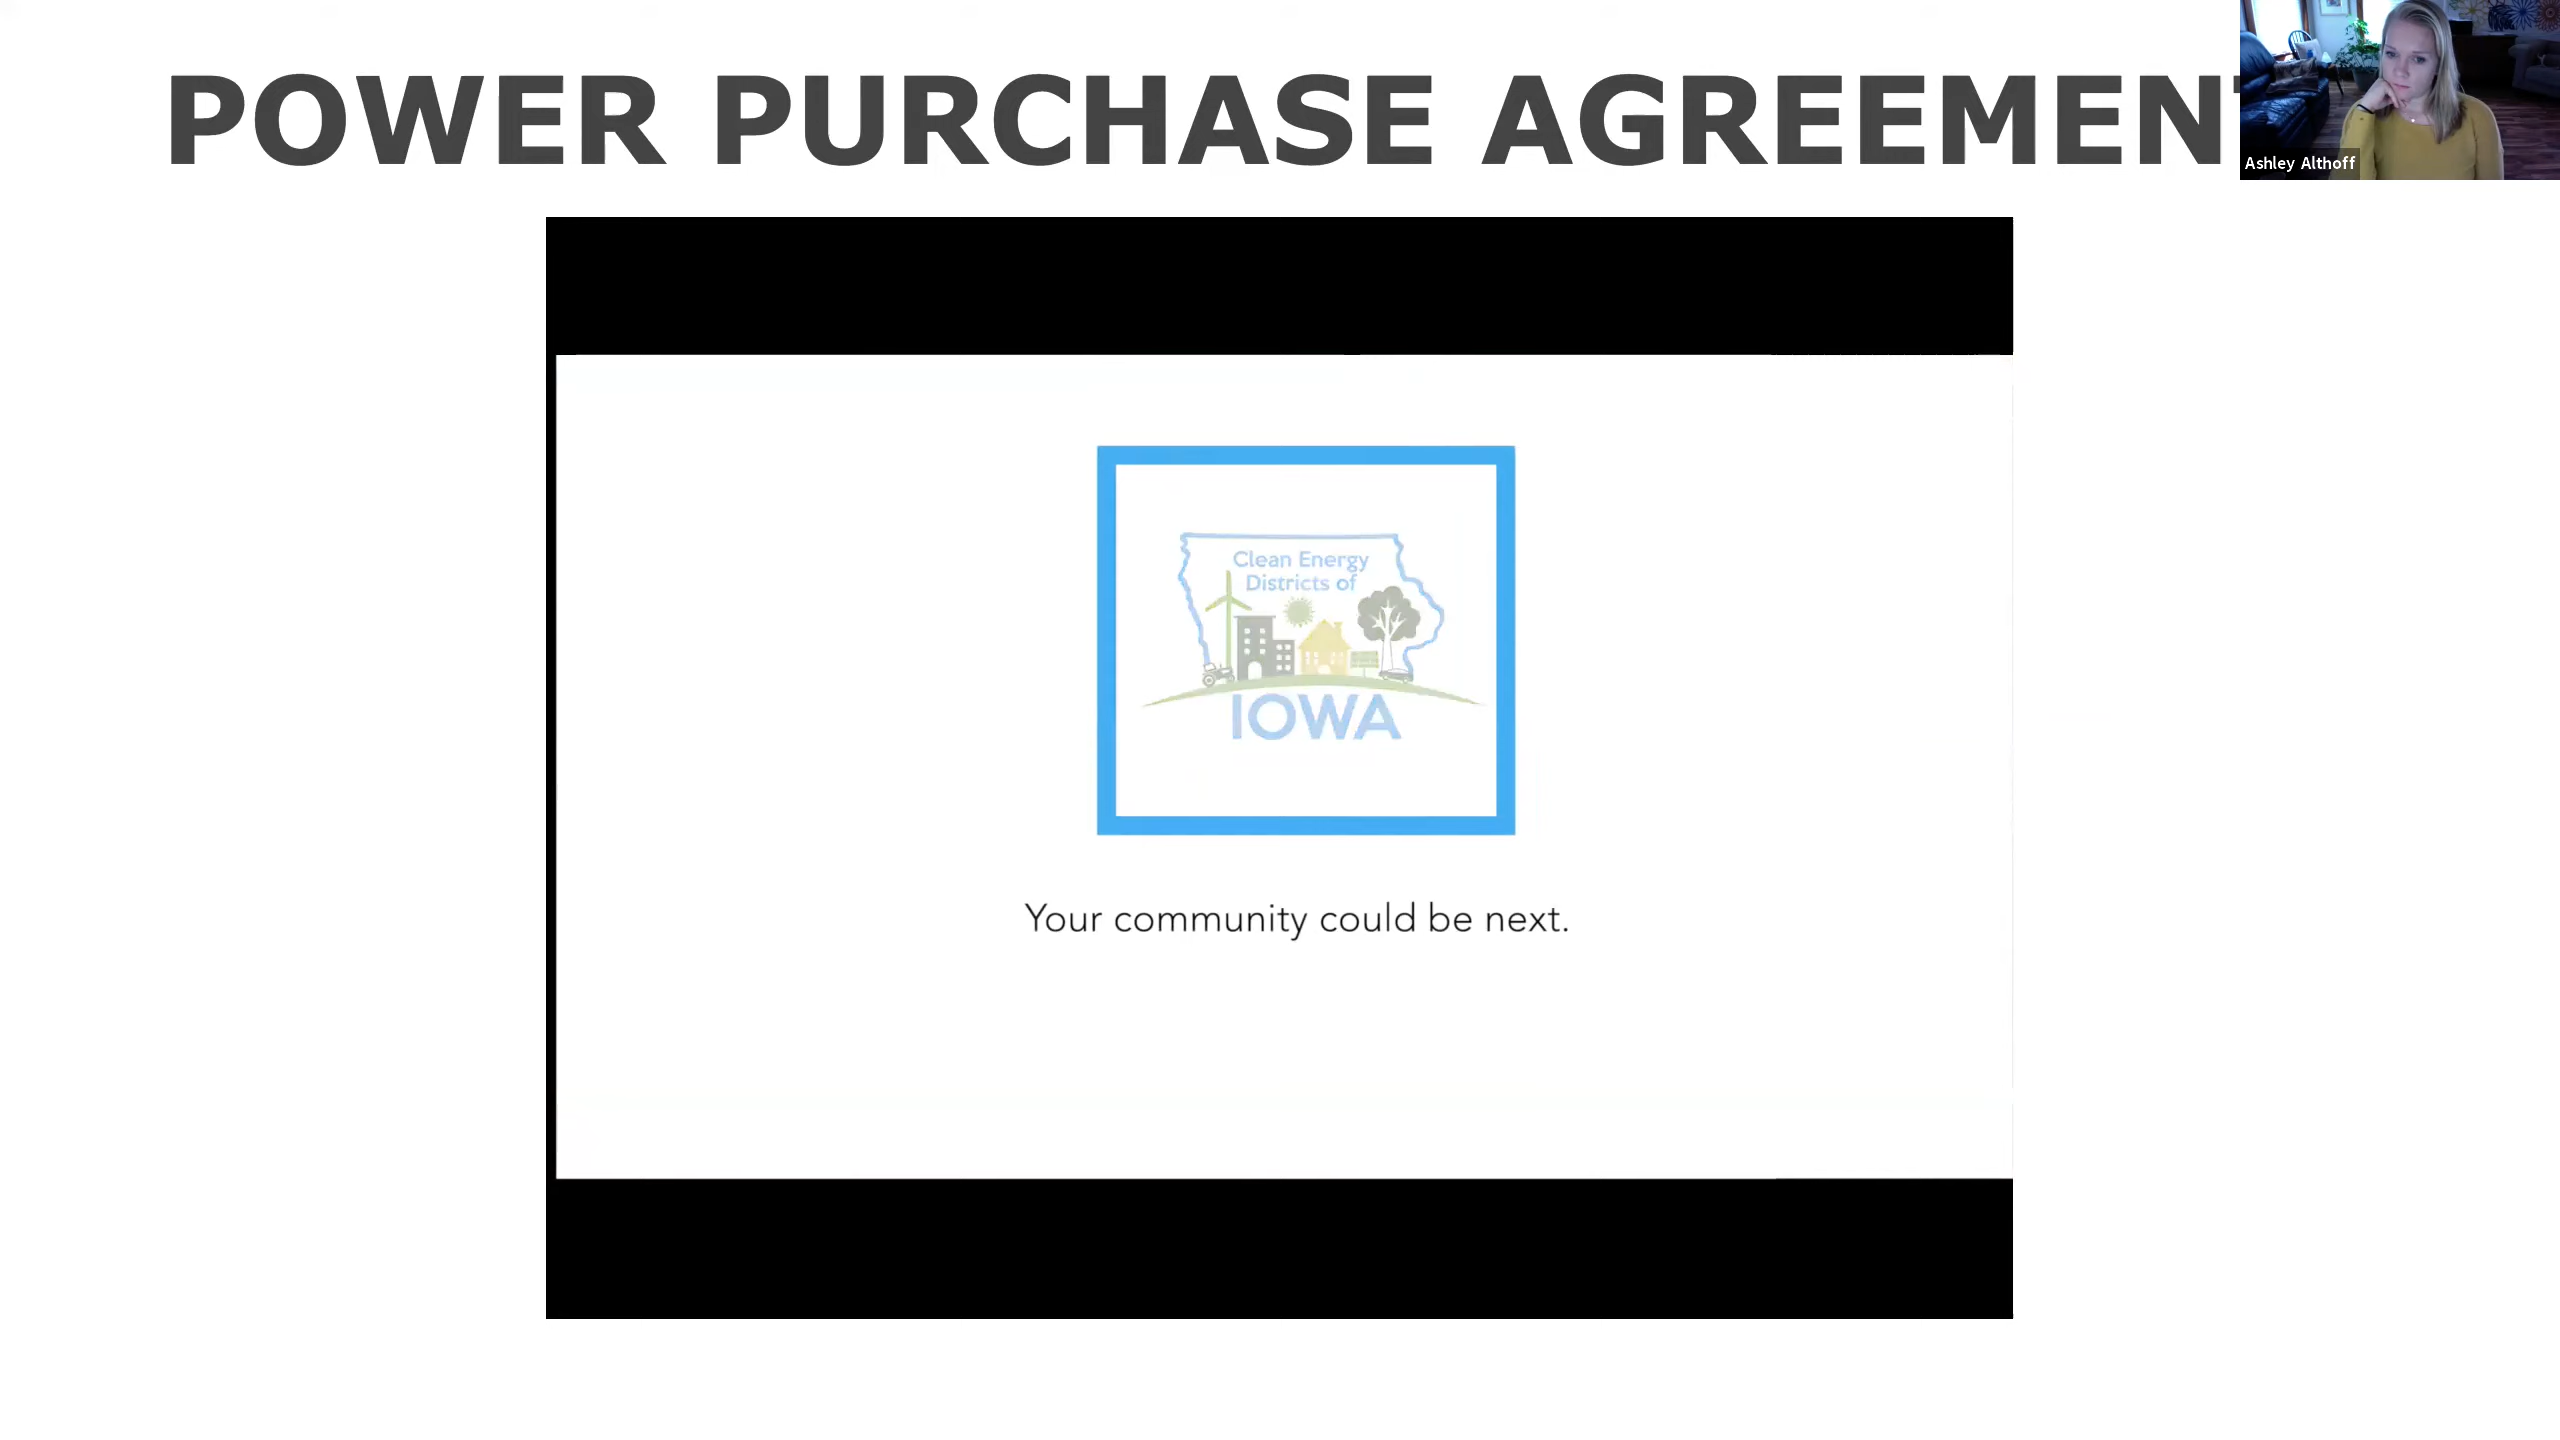 POWER PURCHASE AGREEMENT
Ashley Althoff
Clean Energy
Districts of
IOWA
Your community could be next.